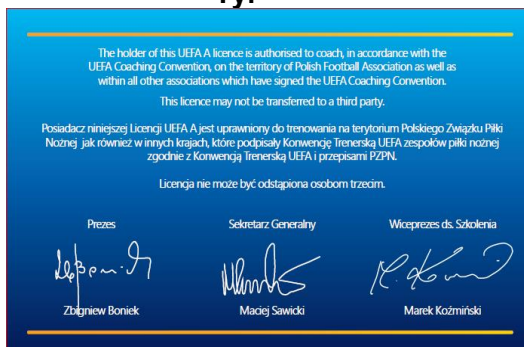 The holder of this UEFA A licence is authorised to coach, in accordance with the
UEFA Coaching Convention, on the territory of Polish Football Association as well as
within all other associations which have signed the UEFA Coaching Convention.
This licence may not be transferred to a third party.
Posiadacz niniejszej Licencji UEFA A jest uprawniony do trenowania na terytorium Polskiego Związku Piłki
Nożnej jak również w innych krajach, które podpisały Konwencję Trenerską UEFA zespołów piłki nożnej
zgodnie z Konwencją Trenerską UEFA i przepisami PZPN.
Licencja nie może być odstąpiona osobom trzecim.
Prezes Sekretarz Generalny Wiceprezes ds. Szkolenia
Zbigniew Boniek Maciej Sawicki Marek Koźmiński